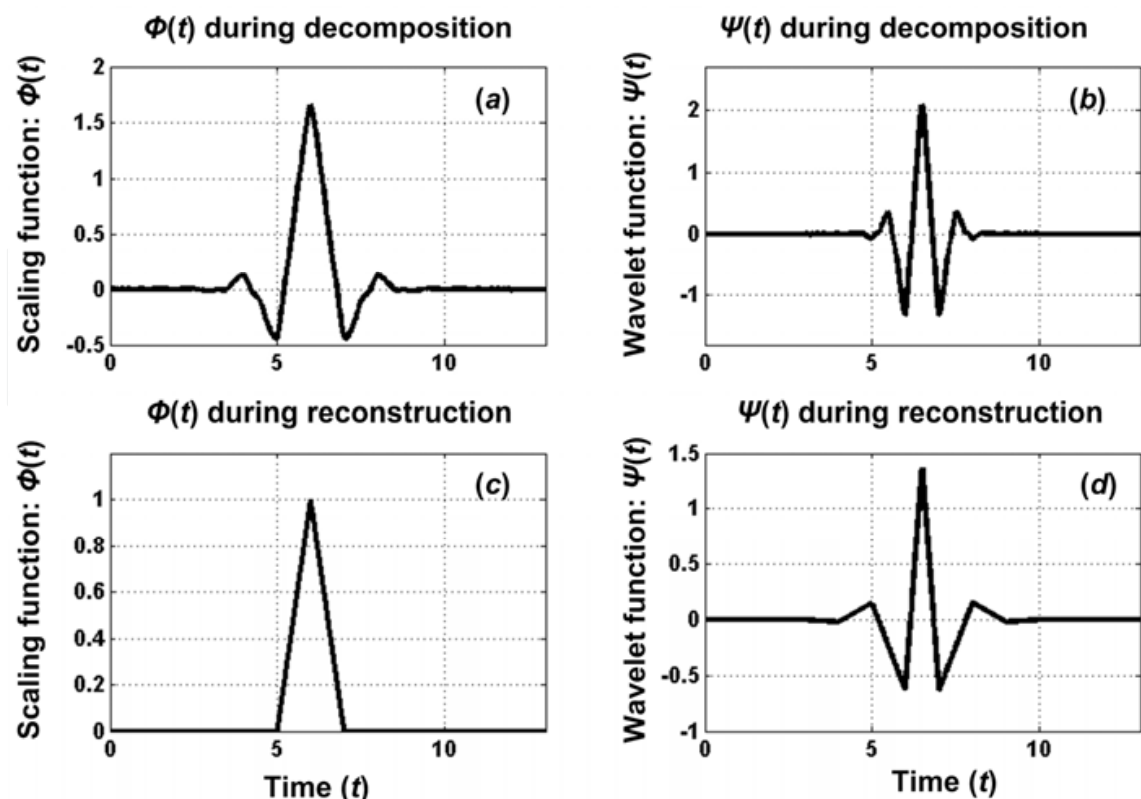 Φ(t) during decomposition
Ψ(t) during decomposition
Scaling function: Φ(t)
2
1.5
1
0.5
0
-0.5
(a)
0
5
10
Wavelet function: Ψ(t)
2
1
0
-1
(b)
0
5
10
Φ(t) during reconstruction
Ψ(t) during reconstruction
Scaling function: Φ(t)
1
0.8
0.6
0.4
0.2
0
(c)
0
5
10
Time (t)
Wavelet function: Ψ(t)
1.5
1
0.5
0
-0.5
-1
(d)
0
5
10
Time (t)